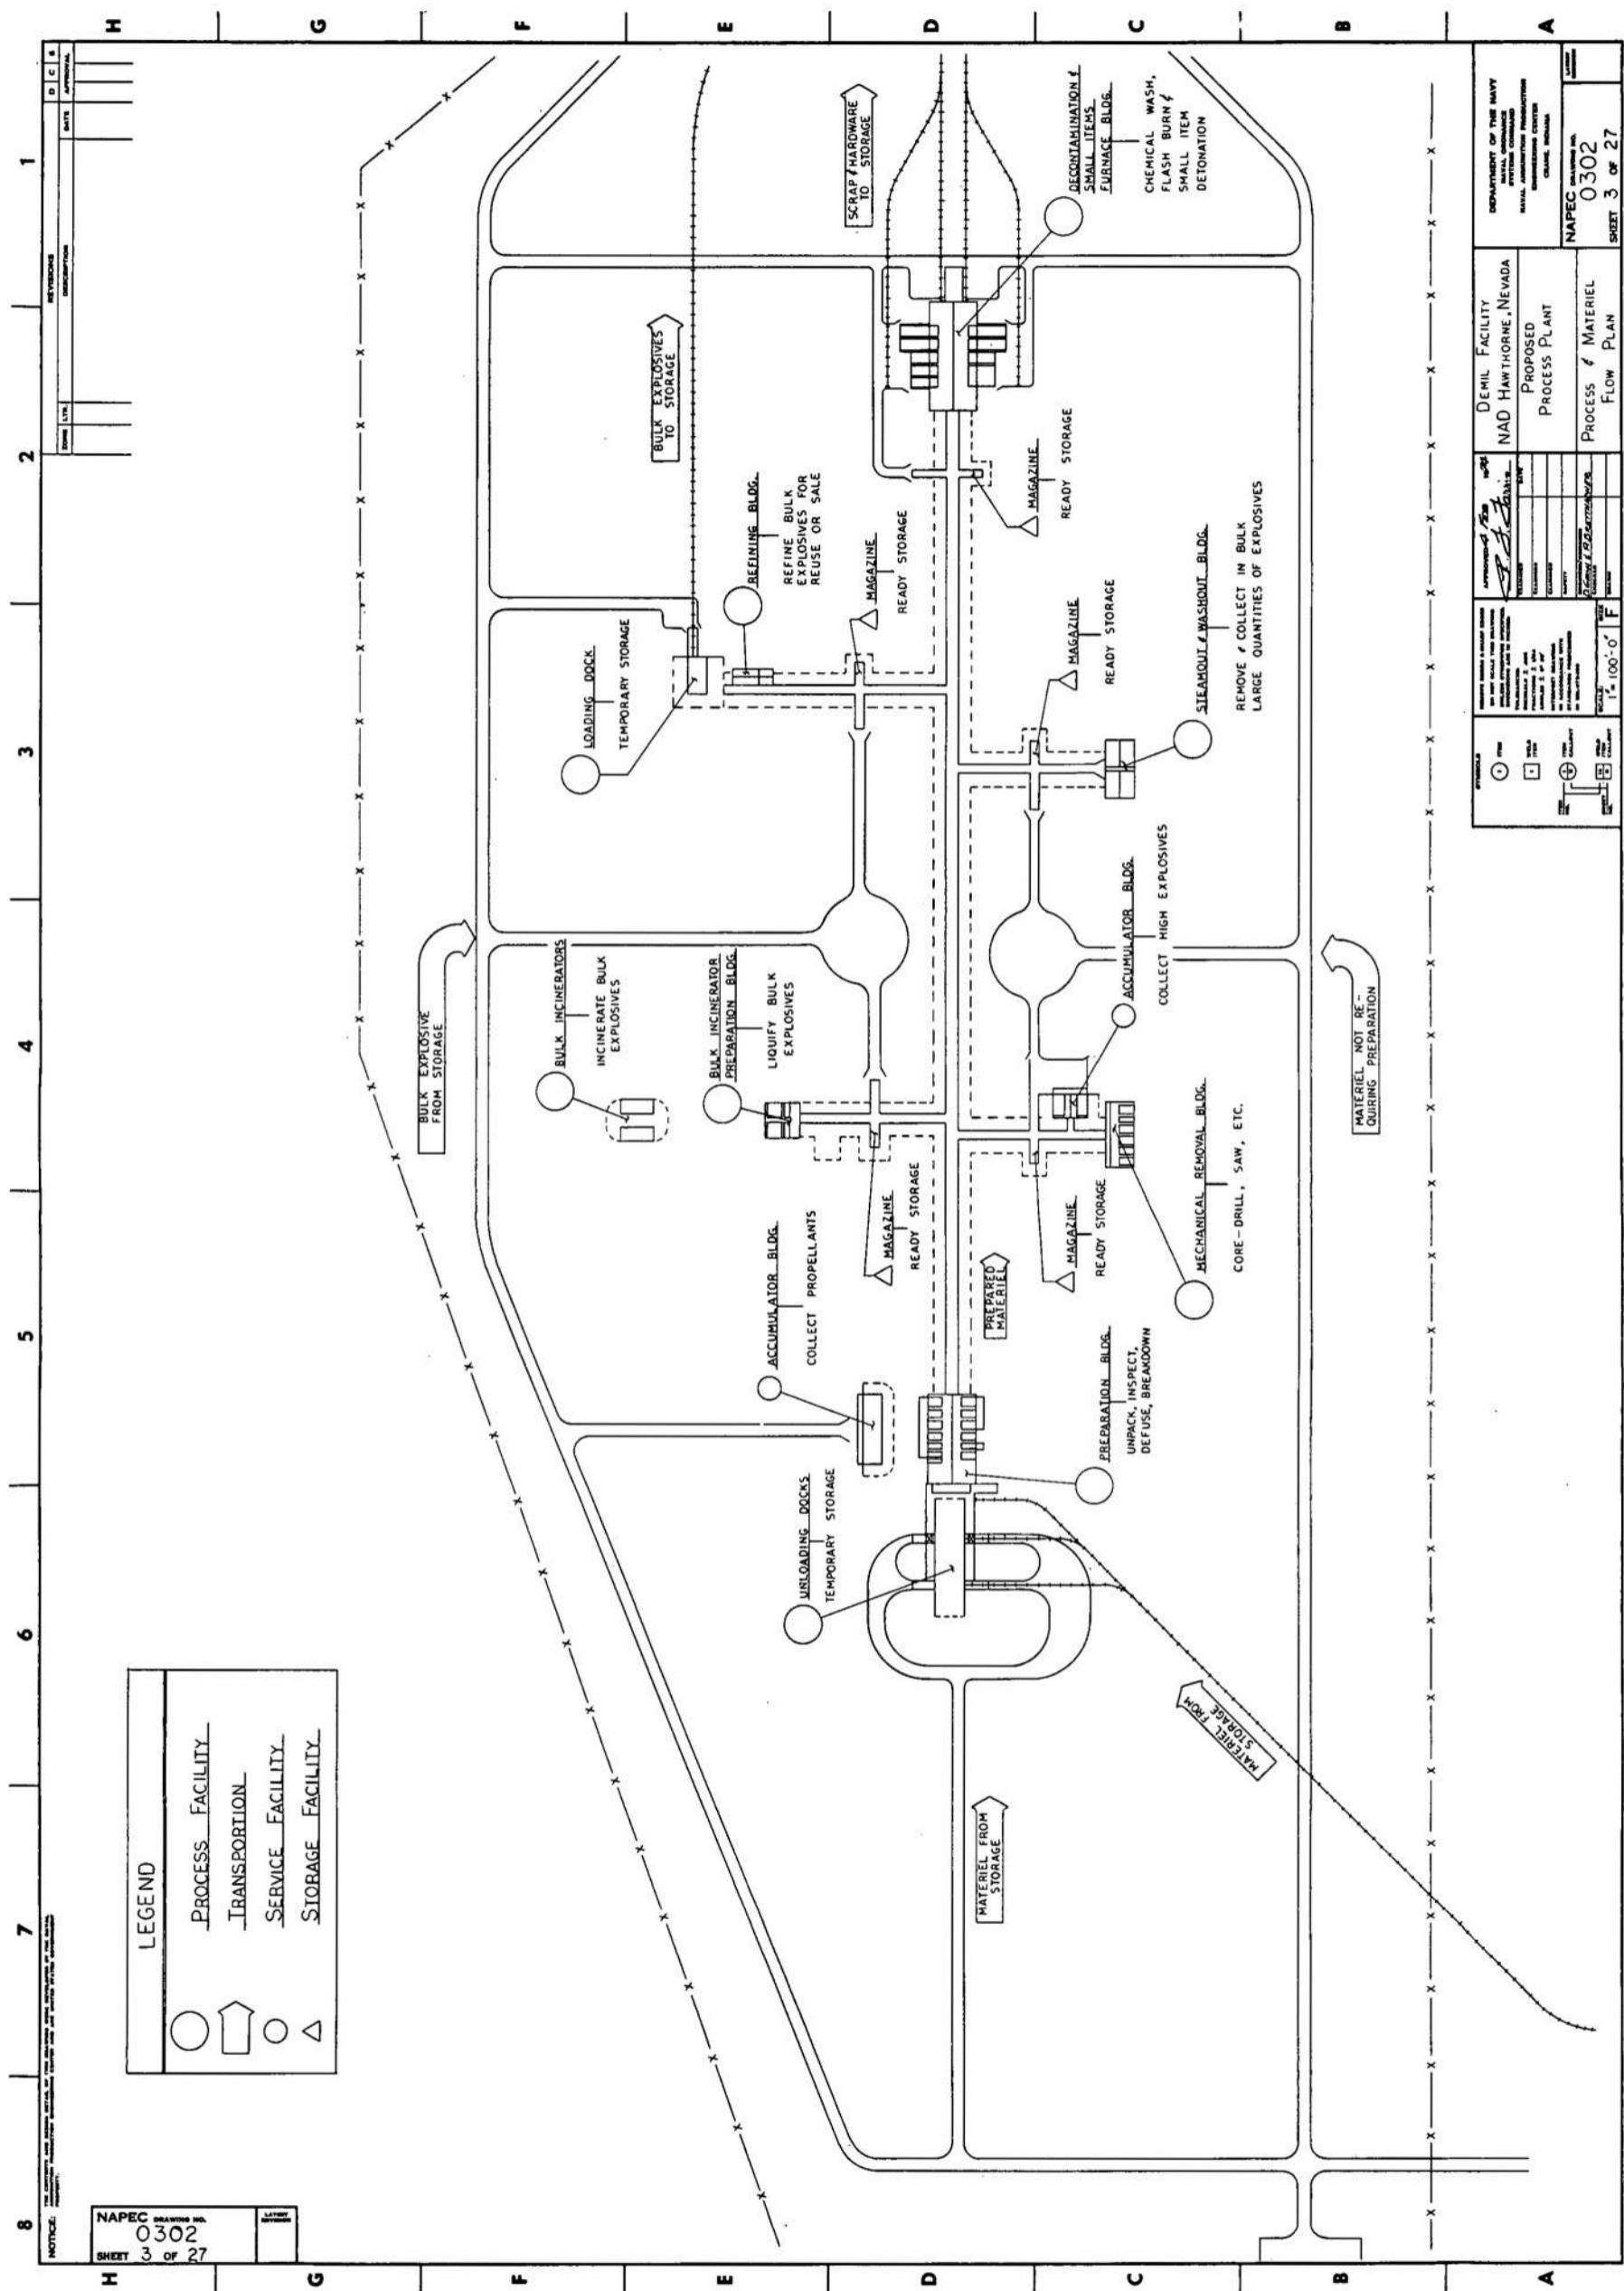 8
7
6
5
4
3
2
1
H
G
F
E
D
C
B
A
H
G
F
E
D
C
B
A
NOTICE:
REVISIONS
ZONE
LTR.
DESCRIPTION
DATE
APPROVAL
D
C
B
LEGEND
PROCESS FACILITY
TRANSPORTION
SERVICE FACILITY
STORAGE FACILITY
BULK EXPLOSIVE
FROM STORAGE
BULK INCINERATORS
INCINERATE BULK
EXPLOSIVES
BULK INCINERATOR
PREPARATION BLDG.
LIQUIFY BULK
EXPLOSIVES
LOADING DOCK
TEMPORARY STORAGE
BULK EXPLOSIVES
TO STORAGE
REFINING BLDG.
REFINE BULK
EXPLOSIVES FOR
REUSE OR SALE
MAGAZINE
READY STORAGE
SCRAP & HARDWARE
TO STORAGE
DECONTAMINATION &
SMALL ITEMS
FURNACE BLDG.
CHEMICAL WASH,
FLASH BURN &
SMALL ITEM
DETONATION
MAGAZINE
READY STORAGE
ACCUMULATOR BLDG.
COLLECT PROPELLANTS
MAGAZINE
READY STORAGE
UNLOADING DOCKS
TEMPORARY STORAGE
PREPARED
MATERIEL
PREPARATION BLDG.
UNPACK, INSPECT,
DEFUSE, BREAKDOWN
MAGAZINE
READY STORAGE
MECHANICAL REMOVAL BLDG.
CORE-DRILL, SAW, ETC.
ACCUMULATOR BLDG.
COLLECT HIGH EXPLOSIVES
MAGAZINE
READY STORAGE
STEAMOUT & WASHOUT BLDG.
REMOVE & COLLECT IN BULK
LARGE QUANTITIES OF EXPLOSIVES
MATERIEL NOT RE-
QUIRING PREPARATION
MATERIEL FROM
STORAGE
MATERIEL FROM
STORAGE
NAPEC DRAWING NO.
0302
SHEET 3 OF 27
LATEST
REVISION
SYMBOLS
SCALE
1"=100'-0"
SIZE
F
APPROVED
DEMIL FACILITY
NAD HAWTHORNE, NEVADA
PROPOSED
PROCESS PLANT
PROCESS & MATERIEL
FLOW PLAN
DEPARTMENT OF THE NAVY
NAVAL ORDNANCE
SYSTEMS COMMAND
NAVAL AMMUNITION PRODUCTION
ENGINEERING CENTER
CRANE, INDIANA
NAPEC DRAWING NO.
0302
SHEET 3 OF 27
LATEST
REVISION